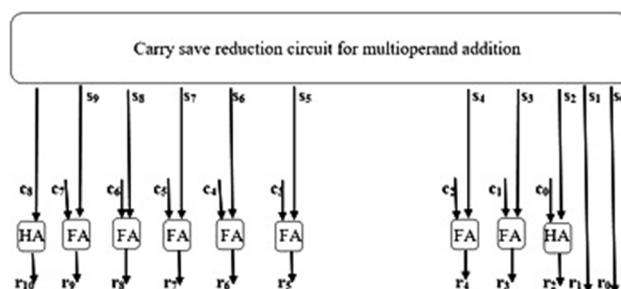 Carry save reduction circuit for multioperand addition
s₉ s₈ s₇ s₆ s₅ s₄ s₃ s₂ s₁
c₈ c₇ c₆ c₅ c₄ c₃ c₂ c₁ c₀
HA FA FA FA FA FA FA FA HA
r₁₀ r₉ r₈ r₇ r₆ r₅ r₄ r₃ r₂ r₁ r₀